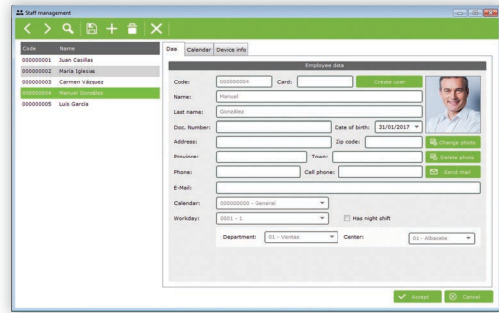 Staff management
Code Name
000000001 Juan Casillas
000000002 María Iglesias
000000003 Carmen Vázquez
000000004 Manuel González
000000005 Luis García
Daa Calendar Device info
Employee data
Code: 000000004 Card: Create user
Name: Manuel
Last name: González
Doc. Number: Date of birth: 31/01/2017
Address: Zip code: Change photo
Province: Town: Delete photo
Phone: Cell phone: Send mail
E-Mail:
Calendar: 000000000 - General
Workday: 0001 - 1 Has night shift
Department: 01 - Ventas Center: 01 - Albacete
Accept Cancel